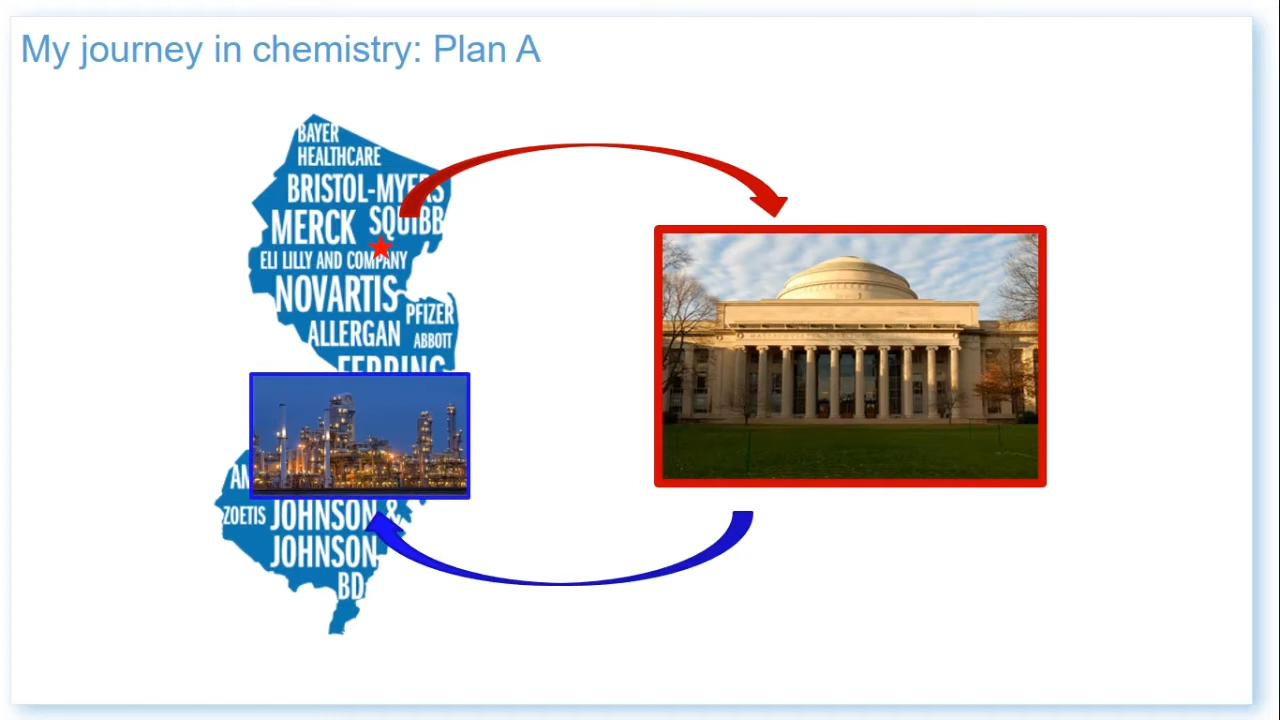 My journey in chemistry: Plan A
BAYER
HEALTHCARE
BRISTOL-MYERS
SQUIBB
MERCK
ELI LILLY AND COMPANY
NOVARTIS
PFIZER
ALLERGAN
ABBOTT
FERRING
ZOETIS
JOHNSON &
JOHNSON
BD